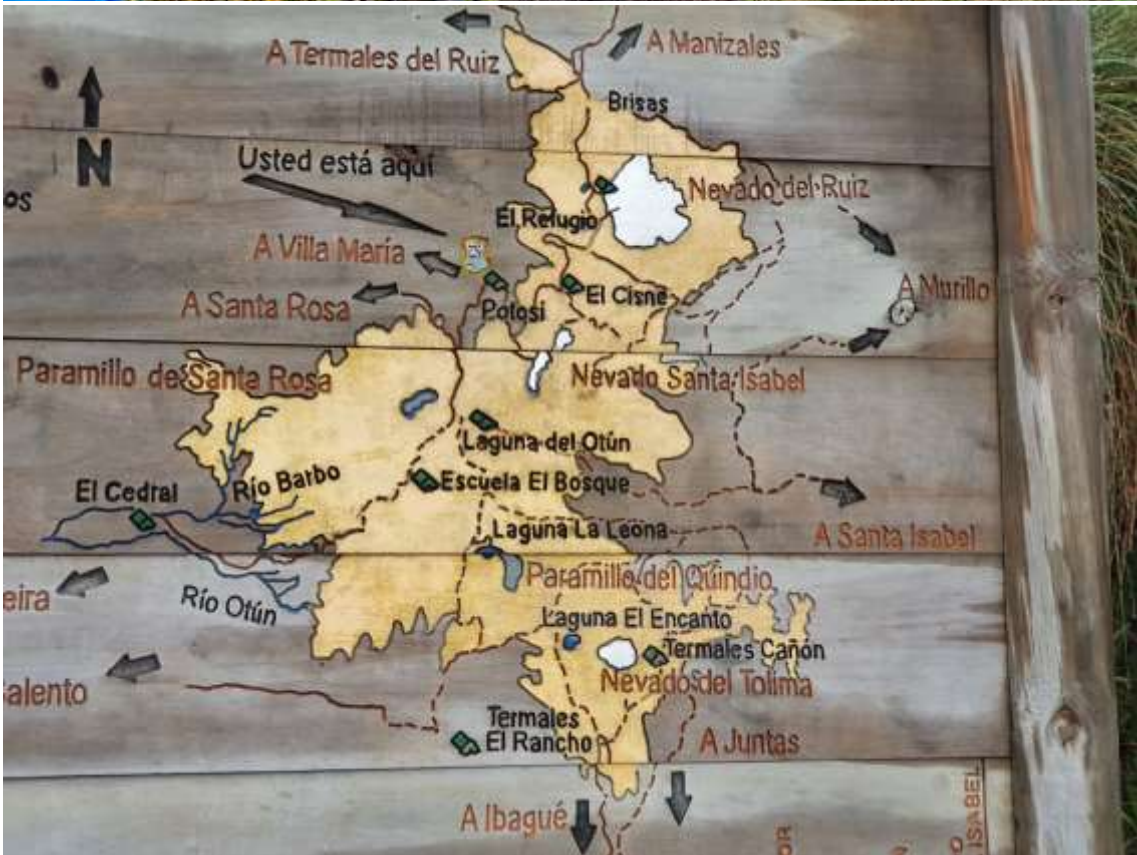 A Termales del Ruiz
A Manizales
Brisas
N
Usted está aquí
os
Nevado del Ruiz
El Refugio
A Villa María
A Murillo
El Cisne
A Santa Rosa
Potosí
Paramillo de Santa Rosa
Nevado Santa Isabel
Laguna del Otún
Río Barbo
El Cedral
Escuela El Bosque
Laguna La Leona
A Santa Isabel
Paramillo del Quindio
eira
Río Otún
Laguna El Encanto
Termales Cañón
Nevado del Tolima
alento
Termales
El Rancho
A Juntas
A Ibagué
ISABEL